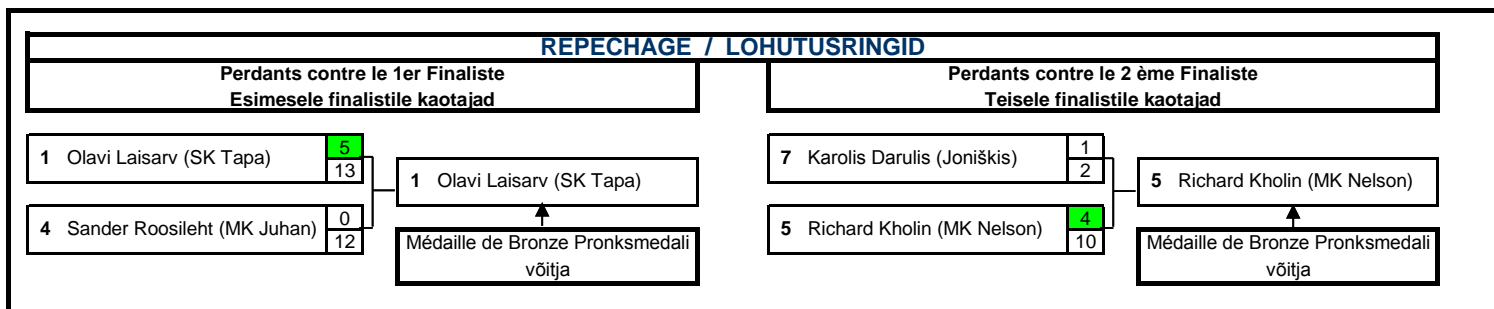 REPECHAGE / LOHUTUSRINGID
Perdants contre le 1er Finaliste
Esimesele finalistile kaotajad
Perdants contre le 2 ème Finaliste
Teisele finalistile kaotajad
1 Olavi Laisarv (SK Tapa) 5
13
4 Sander Roosileht (MK Juhan) 0
12
1 Olavi Laisarv (SK Tapa)
Médaille de Bronze Pronksmedali
võitja
7 Karolis Darulis (Joniškis) 1
2
5 Richard Kholin (MK Nelson) 4
10
5 Richard Kholin (MK Nelson)
Médaille de Bronze Pronksmedali
võitja